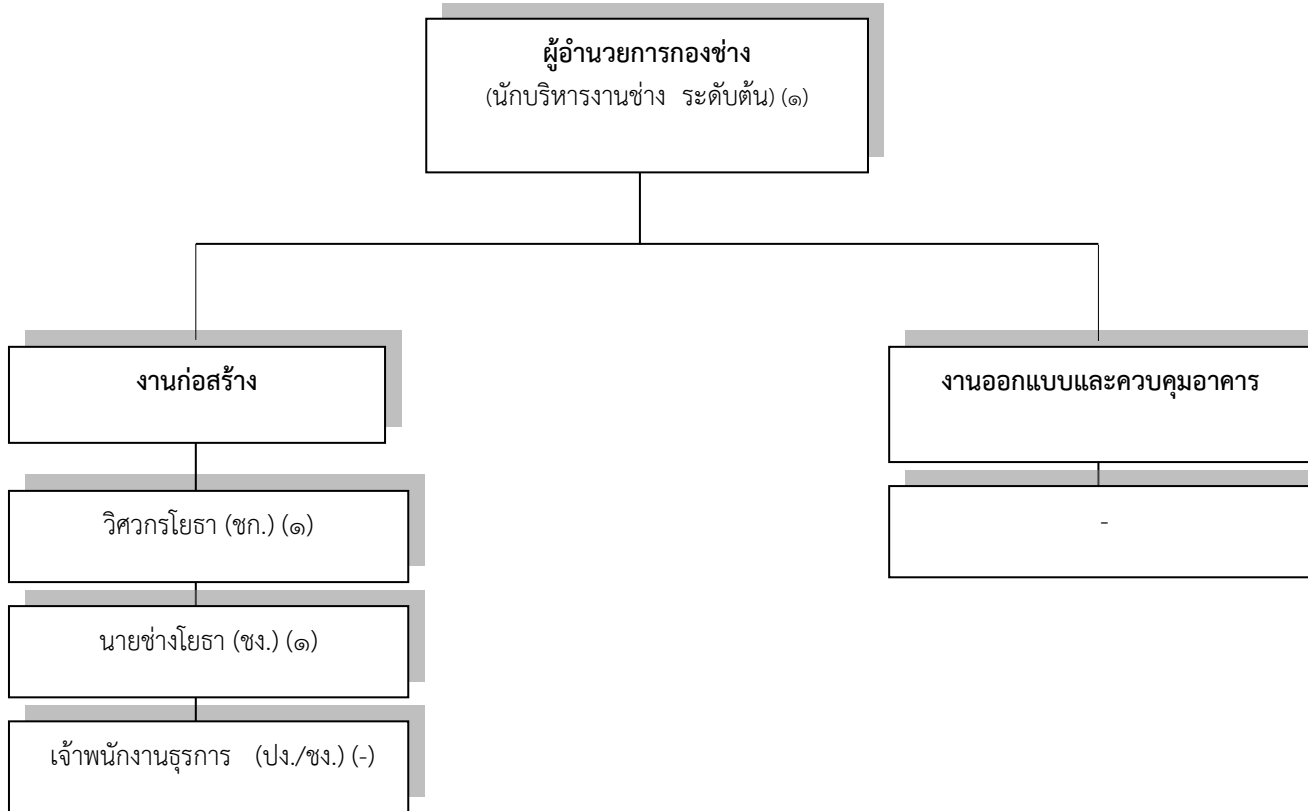 ผู้อำนวยการกองช่าง
(นักบริหารงานช่าง ระดับต้น) (๑)
งานก่อสร้าง
งานออกแบบและควบคุมอาคาร
วิศวกรโยธา (ชก.) (๑)
-
นายช่างโยธา (ชง.) (๑)
เจ้าพนักงานธุรการ (ปง./ชง.) (-)